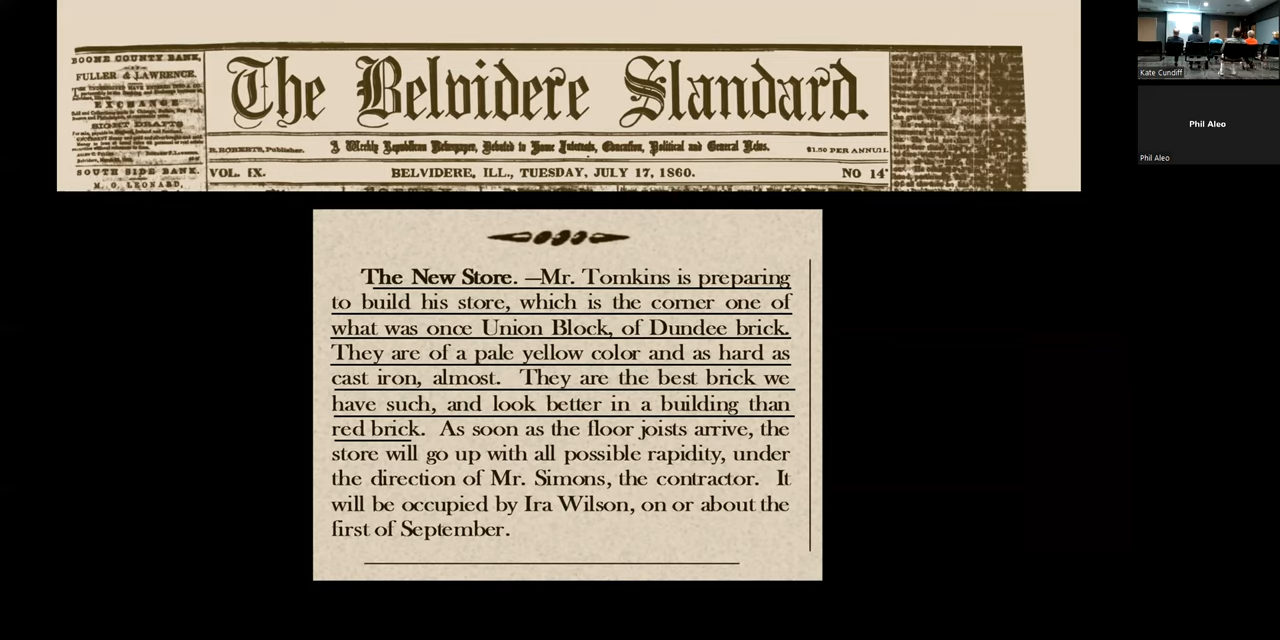 BOONE COUNTY BANK,
FULLER & LAWRENCE.
EXCHANGE
SIGHT DRAFTS
SOUTH SIDE BANK.
M. G. LEONARD,
The Belvidere Standard.
R. ROBERTS, Publisher. A Weekly Republican Newspaper, Debuted to Home Interests, Education, Political and General News. $1.50 PER ANNUM.
VOL. IX. BELVIDERE, ILL., TUESDAY, JULY 17, 1860. NO 14
Kate Cundiff
Phil Aleo
Phil Aleo
The New Store. —Mr. Tomkins is preparing
to build his store, which is the corner one of
what was once Union Block, of Dundee brick.
They are of a pale yellow color and as hard as
cast iron, almost. They are the best brick we
have such, and look better in a building than
red brick. As soon as the floor joists arrive, the
store will go up with all possible rapidity, under
the direction of Mr. Simons, the contractor. It
will be occupied by Ira Wilson, on or about the
first of September.